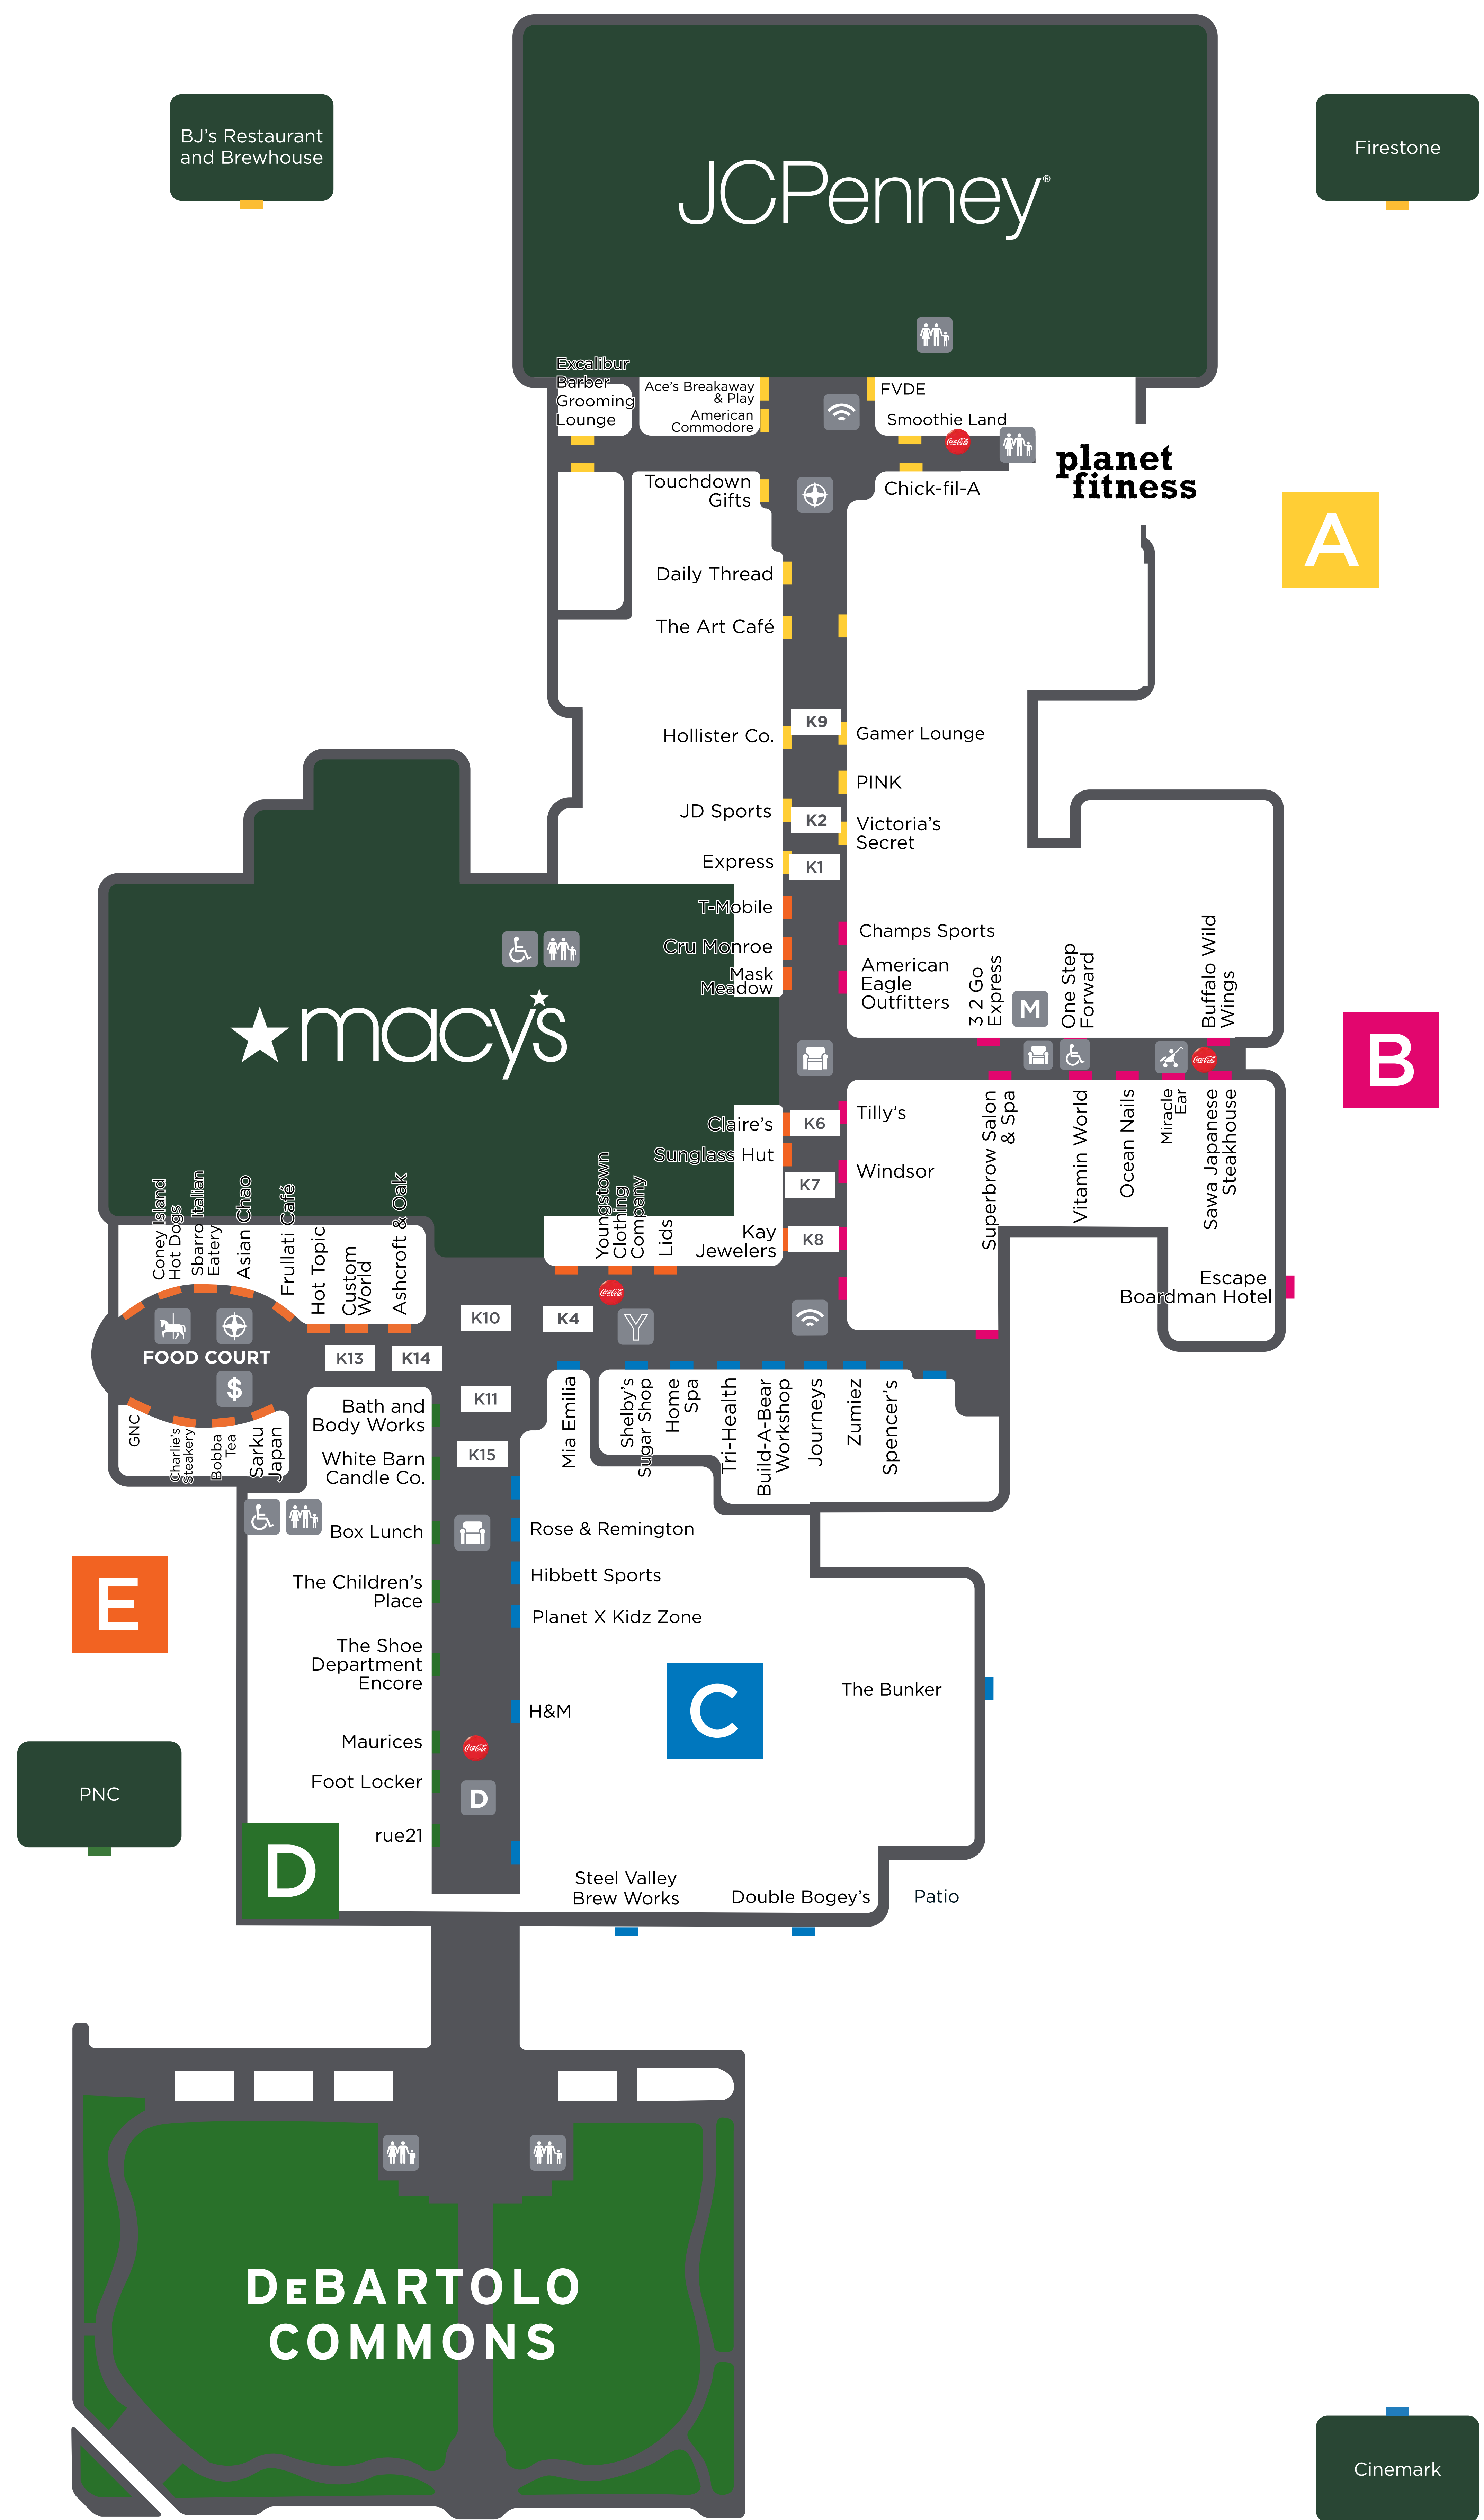 BJ's Restaurant
and Brewhouse
JCPenney®
Firestone
Excalibur
Barber
Grooming
Lounge
Ace's Breakaway
& Play
American
Commodore
FVDE
Smoothie Land
Coca-Cola
planet
fitness
Touchdown
Gifts
Chick-fil-A
A
Daily Thread
The Art Café
Hollister Co.
K9
Gamer Lounge
PINK
JD Sports
K2
Victoria's
Secret
Express
K1
T-Mobile
Cru Monroe
Mask
Meadow
Champs Sports
American
Eagle
Outfitters
3 2 Go
Express
M
One Step
Forward
Buffalo Wild
Wings
macy's
Coca-Cola
B
Claire's
K6
Tilly's
Sunglass Hut
K7
Windsor
Superbrow Salon
& Spa
Vitamin World
Ocean Nails
Miracle
Ear
Sawa Japanese
Steakhouse
Youngstown
Clothing
Company
Lids
Kay
Jewelers
K8
Escape
Boardman Hotel
Coney Island
Hot Dogs
Sbarro Italian
Eatery
Asian Chao
Frullati Café
Hot Topic
Custom
World
Ashcroft & Oak
Coca-Cola
K10
K4
Y
FOOD COURT
K13
K14
$
K11
GNC
Charlie's
Steakery
Bobba
Tea
Sarku
Japan
Bath and
Body Works
White Barn
Candle Co.
K15
Mia Emilia
Shelby's
Sugar Shop
Home
Spa
Tri-Health
Build-A-Bear
Workshop
Journeys
Zumiez
Spencer's
Box Lunch
Rose & Remington
The Children's
Place
Hibbett Sports
Planet X Kidz Zone
E
The Shoe
Department
Encore
C
The Bunker
H&M
Maurices
Coca-Cola
PNC
Foot Locker
D
rue21
D
Steel Valley
Brew Works
Double Bogey's
Patio
DEBARTOLO
COMMONS
Cinemark